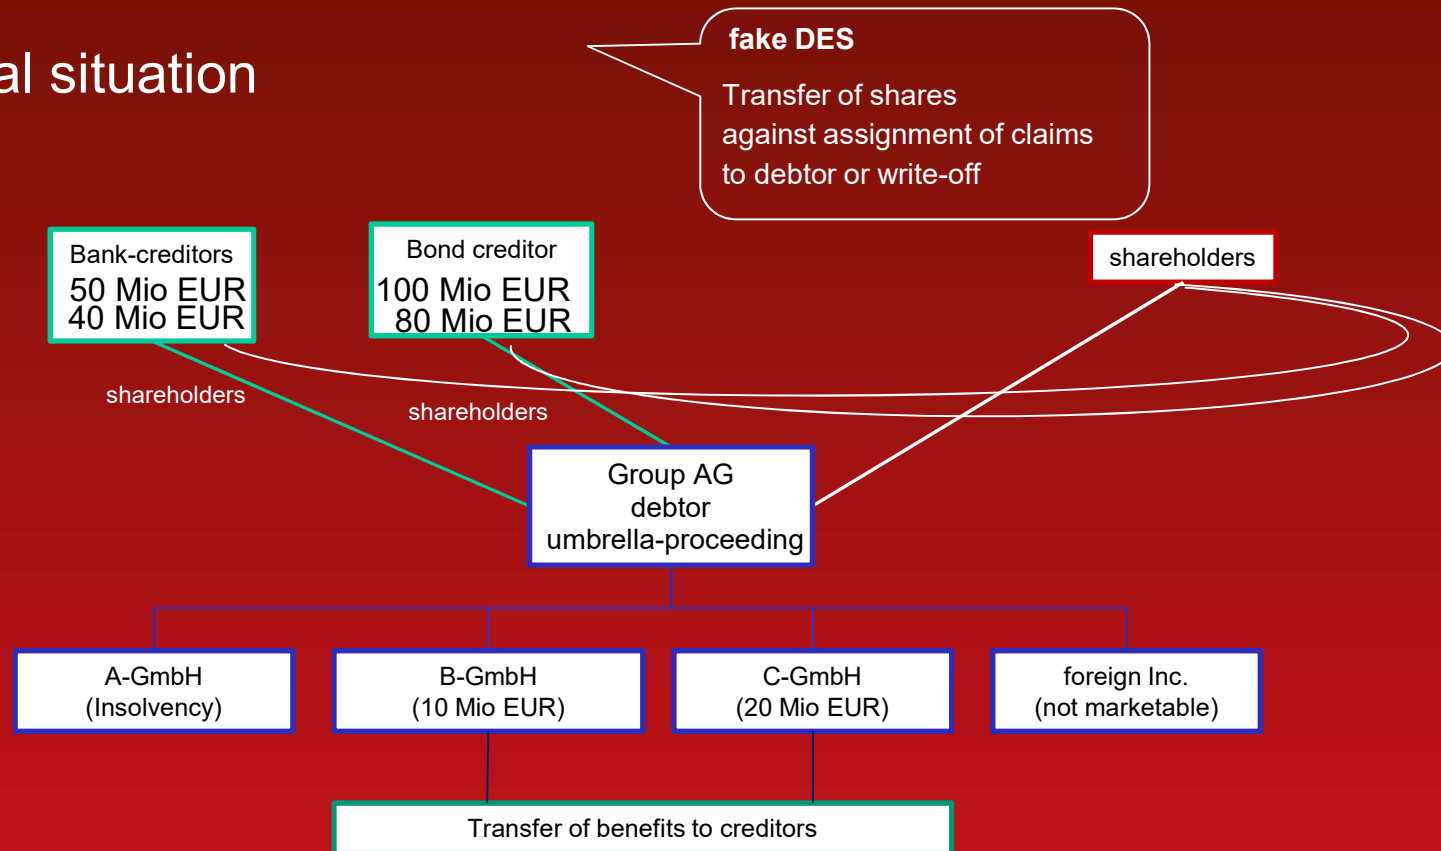 al situation
fake DES
Transfer of shares
against assignment of claims
to debtor or write-off
Bank-creditors
50 Mio EUR
40 Mio EUR
Bond creditor
100 Mio EUR
80 Mio EUR
shareholders
shareholders
shareholders
Group AG
debtor
umbrella-proceeding
A-GmbH
(Insolvency)
B-GmbH
(10 Mio EUR)
C-GmbH
(20 Mio EUR)
foreign Inc.
(not marketable)
Transfer of benefits to creditors